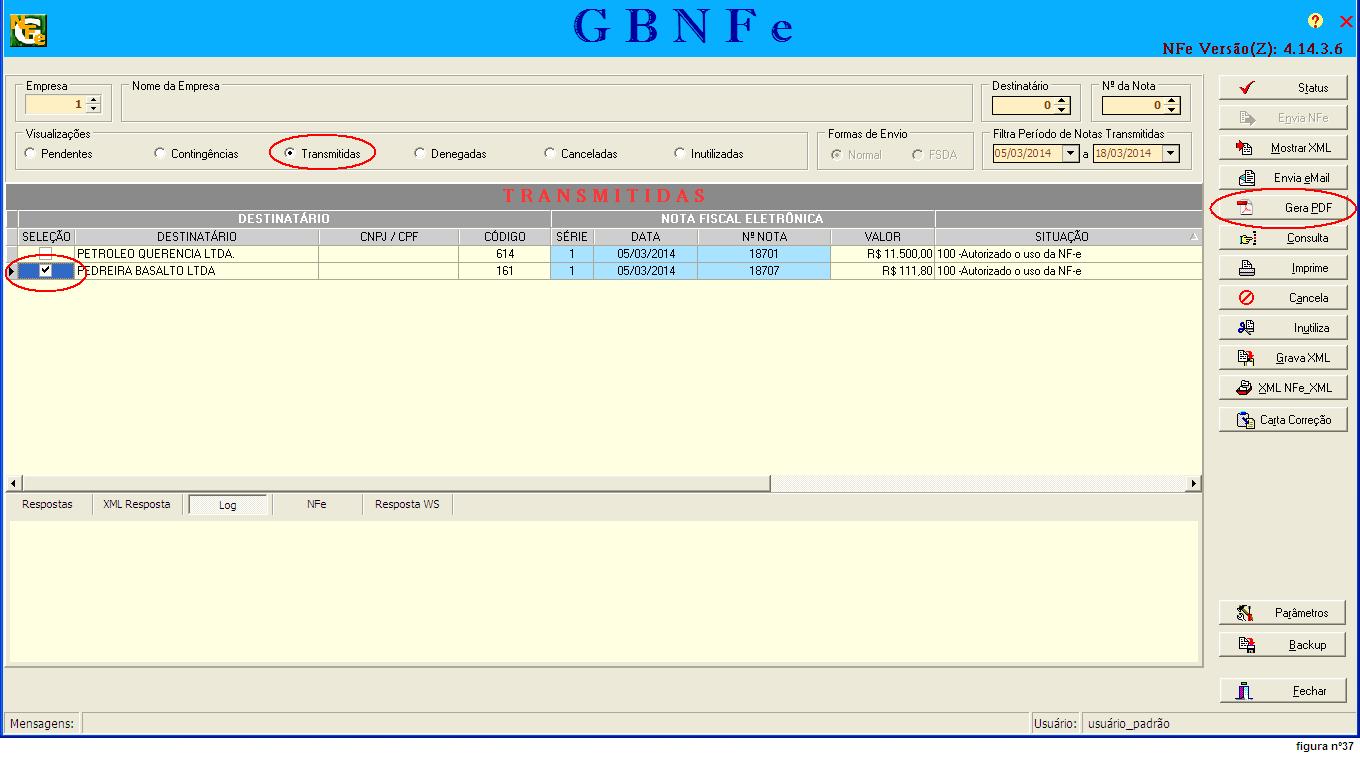 NFe
G B N F e
NFe Versão(Z): 4.14.3.6
Empresa
1
Nome da Empresa
Destinatário
0
Nº da Nota
0
Visualizações
Pendentes
Contingências
Transmitidas
Denegadas
Canceladas
Inutilizadas
Formas de Envio
Normal
FSDA
Filtra Período de Notas Transmitidas
05/03/2014 a 18/03/2014
TRANSMITIDAS
DESTINATÁRIO NOTA FISCAL ELETRÔNICA
SELEÇÃO DESTINATÁRIO CNPJ / CPF CÓDIGO SÉRIE DATA Nº NOTA VALOR SITUAÇÃO
PETROLEO QUERENCIA LTDA. 614 1 05/03/2014 18701 R$ 11.500,00 100 -Autorizado o uso da NF-e
PEDREIRA BASALTO LTDA 161 1 05/03/2014 18707 R$ 111,80 100 -Autorizado o uso da NF-e
Respostas XML Resposta Log NFe Resposta WS
Status
Envia NFe
Mostrar XML
Envia eMail
Gera PDF
Consulta
Imprime
Cancela
Inutiliza
Grava XML
XML NFe_XML
Carta Correção
Parâmetros
Backup
Fechar
Mensagens:
Usuário: usuário_padrão
figura nº37